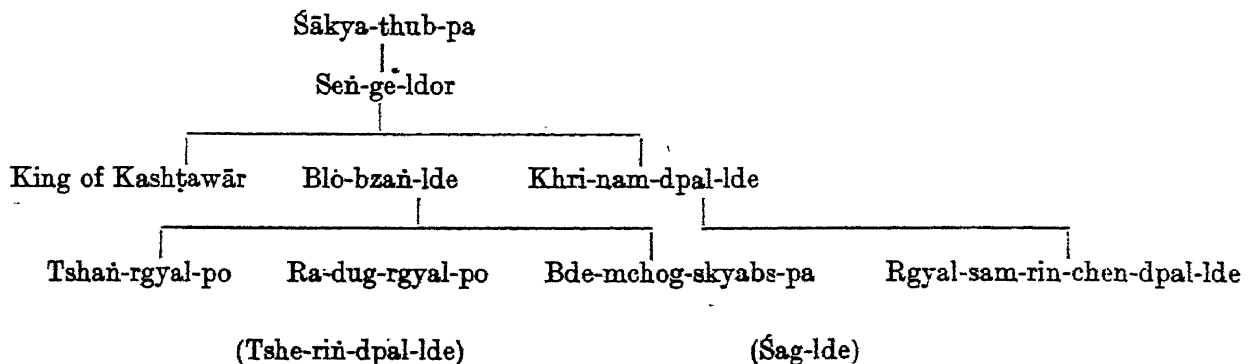 Śākya-thub-pa
Seṅ-ge-ldor
King of Kashṭawār Blo-bzaṅ-lde Khri-nam-dpal-lde
Tshaṅ-rgyal-po Ra-dug-rgyal-po Bde-mchog-skyabs-pa Rgyal-sam-rin-chen-dpal-lde
(Tshe-riṅ-dpal-lde) (Śag-lde)